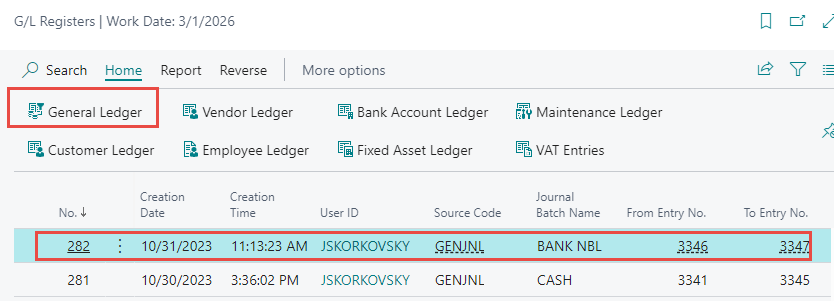 G/L Registers | Work Date: 3/1/2026
Search Home Report Reverse More options
General Ledger Vendor Ledger Bank Account Ledger Maintenance Ledger
Customer Ledger Employee Ledger Fixed Asset Ledger VAT Entries
No. ↓ Creation Date Creation Time User ID Source Code Journal Batch Name From Entry No. To Entry No.
282 10/31/2023 11:13:23 AM JSKORKOVSKY GENJNL BANK NBL 3346 3347
281 10/30/2023 3:36:02 PM JSKORKOVSKY GENJNL CASH 3341 3345